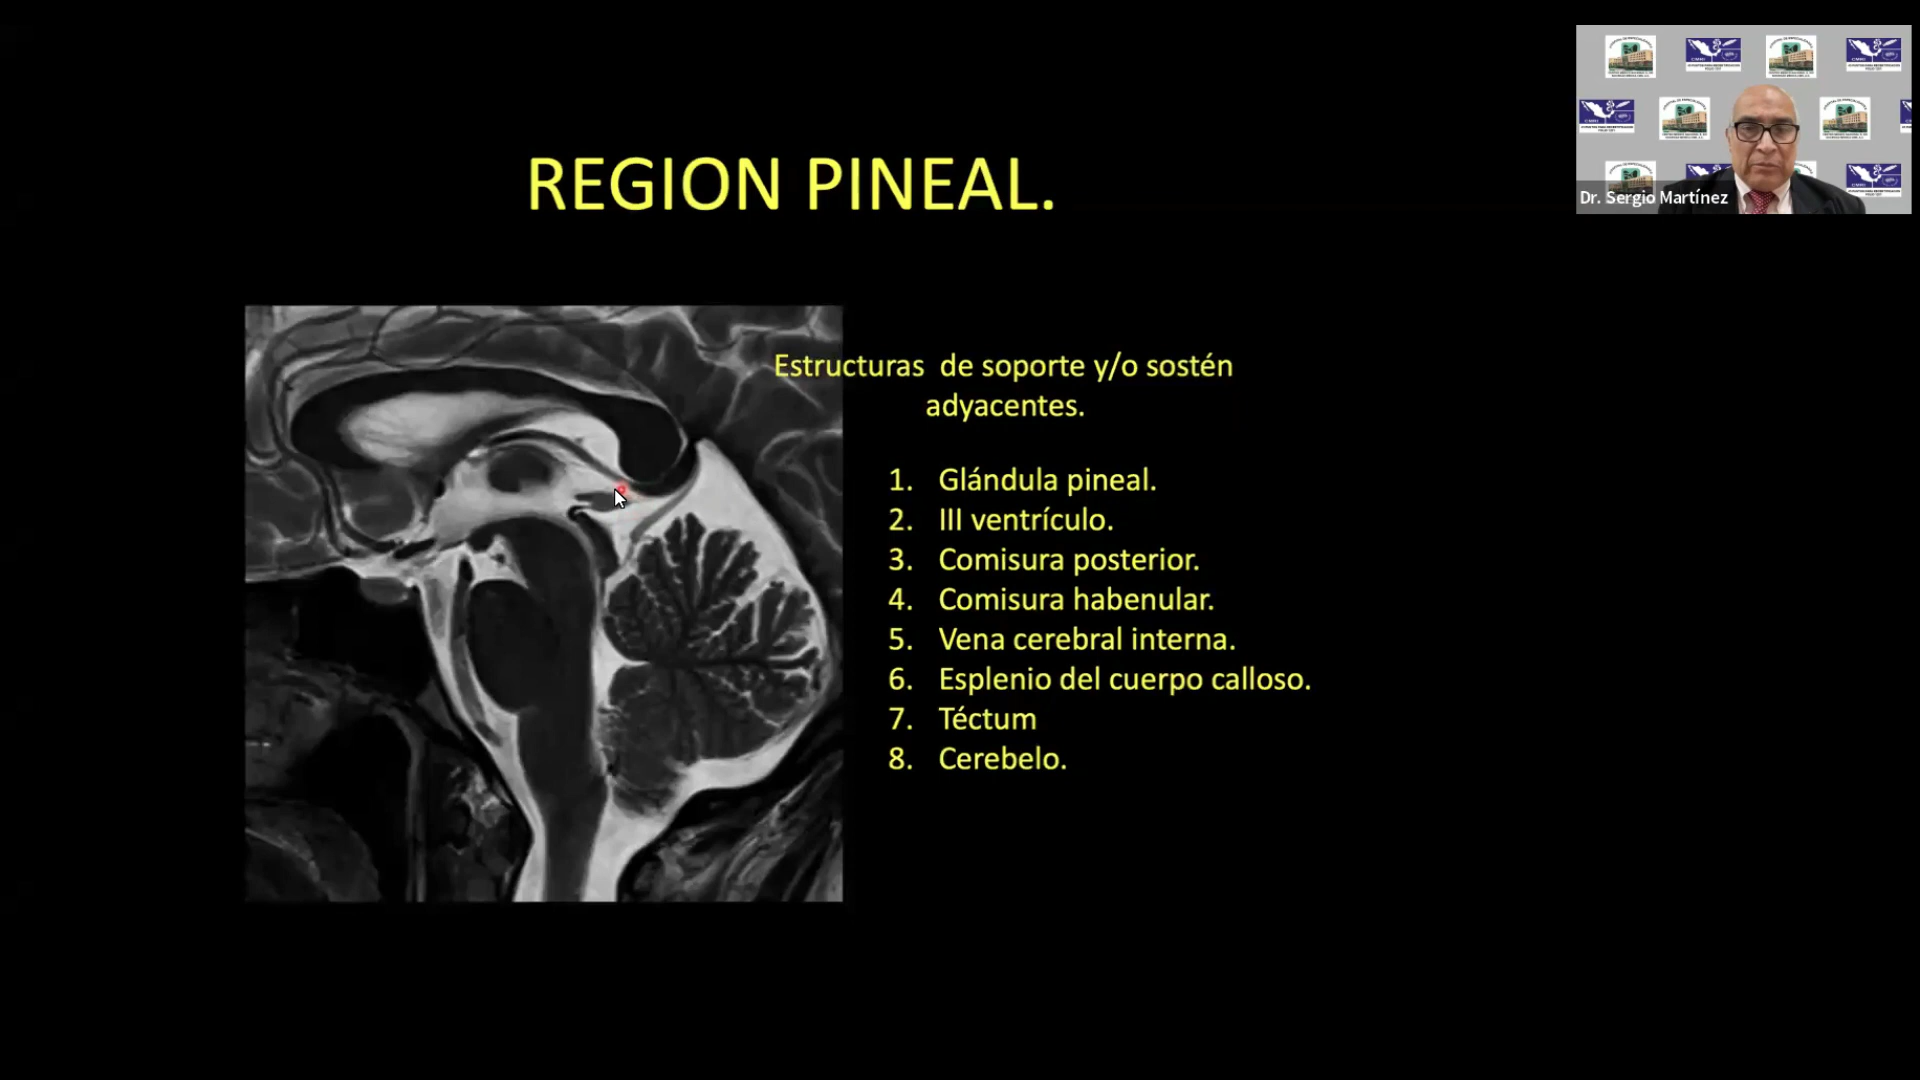 REGION PINEAL.
Estructuras de soporte y/o sostén
adyacentes.
1. Glándula pineal.
2. III ventrículo.
3. Comisura posterior.
4. Comisura habenular.
5. Vena cerebral interna.
6. Esplenio del cuerpo calloso.
7. Téctum
8. Cerebelo.
Dr. Sergio Martínez